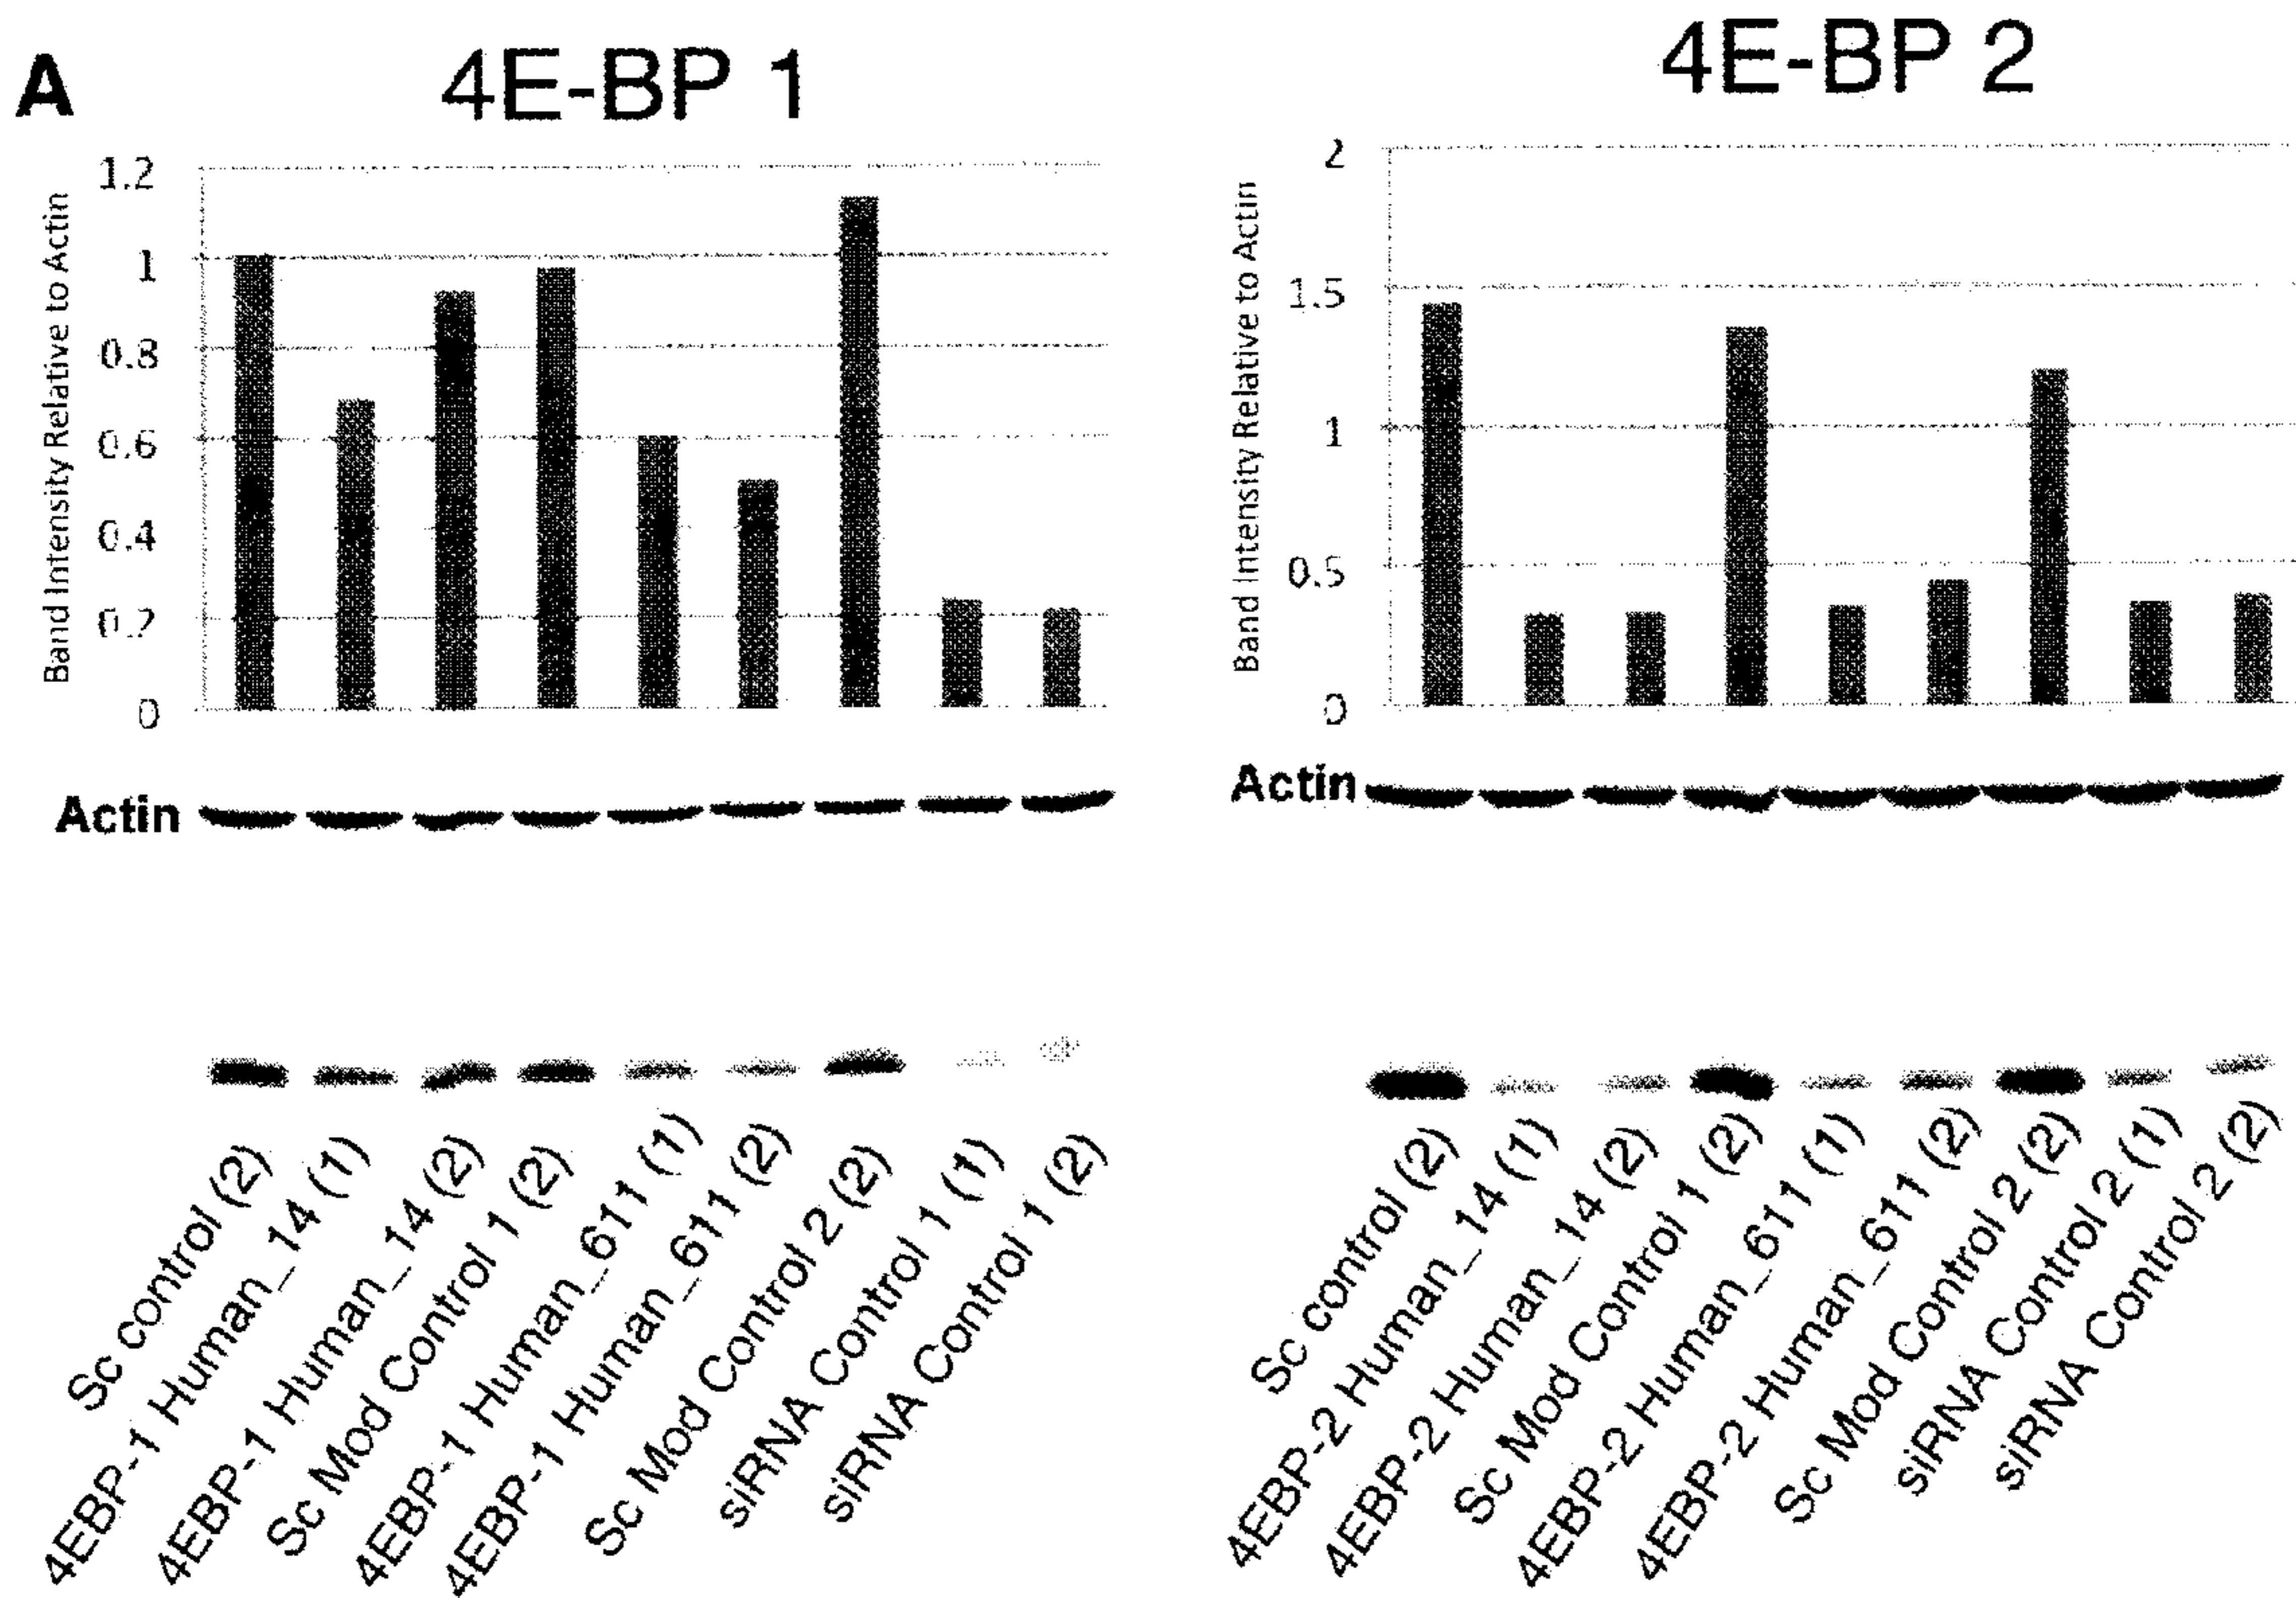 A
4E-BP 1
1.2
1
0.8
0.6
0.4
0.2
0
Band Intensity Relative to Actin
Actin
Sc control (2)
4EBP-1 Human_14 (1)
4EBP-1 Human_14 (2)
Sc Mod Control 1 (2)
4EBP-1 Human_611 (1)
4EBP-1 Human_611 (2)
Sc Mod Control 2 (2)
siRNA Control 1 (1)
siRNA Control 1 (2)
4E-BP 2
2
1.5
1
0.5
0
Band Intensity Relative to Actin
Actin
Sc control (2)
4EBP-2 Human_14 (1)
4EBP-2 Human_14 (2)
Sc Mod Control 1 (2)
4EBP-2 Human_611 (1)
4EBP-2 Human_611 (2)
Sc Mod Control 2 (2)
siRNA Control 2 (1)
siRNA Control 2 (2)